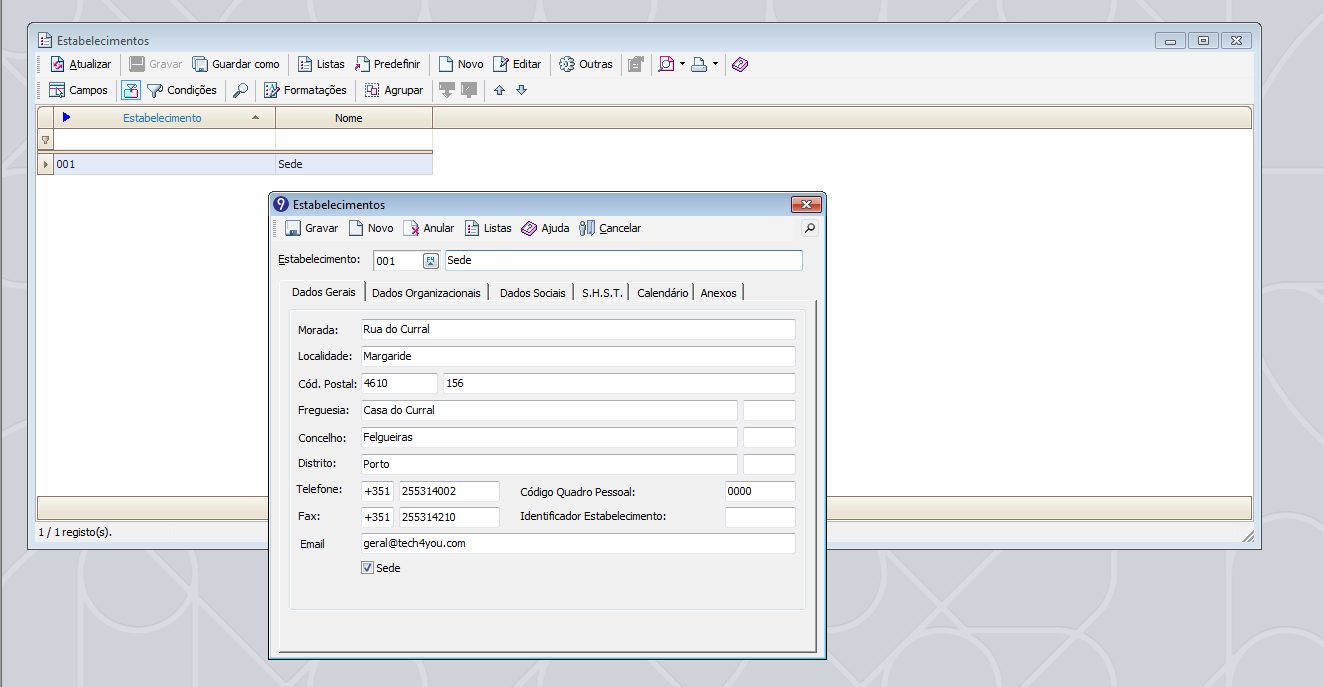 Estabelecimentos
Atualizar Gravar Guardar como Listas Predefinir Novo Editar Outras
Campos Condições Formatações Agrupar
Estabelecimento Nome
001 Sede
9 Estabelecimentos
Gravar Novo Anular Listas Ajuda Cancelar
Estabelecimento: 001 F4 Sede
Dados Gerais Dados Organizacionais Dados Sociais S.H.S.T. Calendário Anexos
Morada: Rua do Curral
Localidade: Margaride
Cód. Postal: 4610 156
Freguesia: Casa do Curral
Concelho: Felgueiras
Distrito: Porto
Telefone: +351 255314002 Código Quadro Pessoal: 0000
Fax: +351 255314210 Identificador Estabelecimento:
Email geral@tech4you.com
Sede
1 / 1 registo(s).